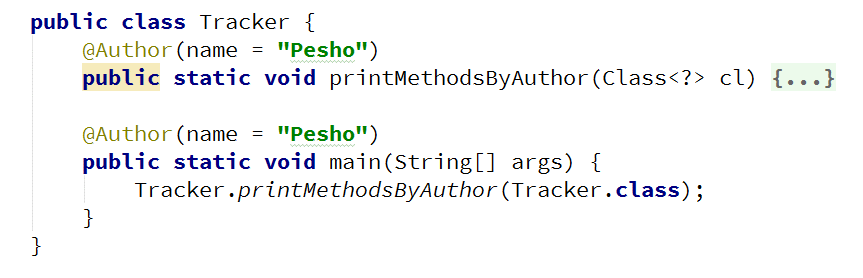 public class Tracker {
@Author(name = "Pesho")
public static void printMethodsByAuthor(Class<?> cl) {...}
@Author(name = "Pesho")
public static void main(String[] args) {
Tracker.printMethodsByAuthor(Tracker.class);
}
}